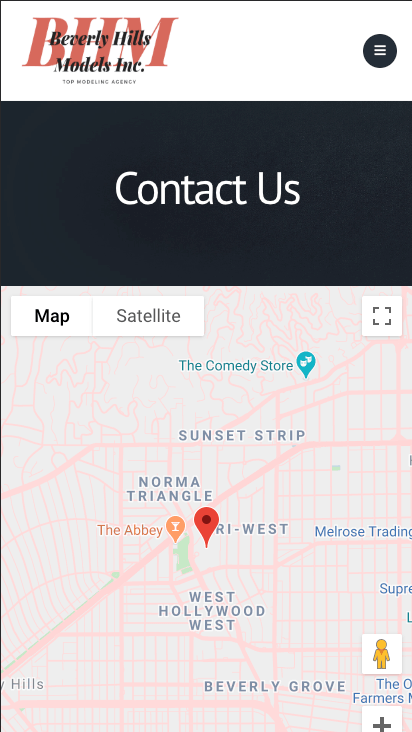 BHM
Beverly Hills
Models Inc.
TOP MODELING AGENCY
Contact Us
Map
Satellite
The Comedy Store
SUNSET STRIP
NORMA
TRIANGLE
The Abbey
RI-WEST
Melrose Trading
WEST
HOLLYWOOD
WEST
Supre
y Hills
BEVERLY GROVE
The O
Farmers M